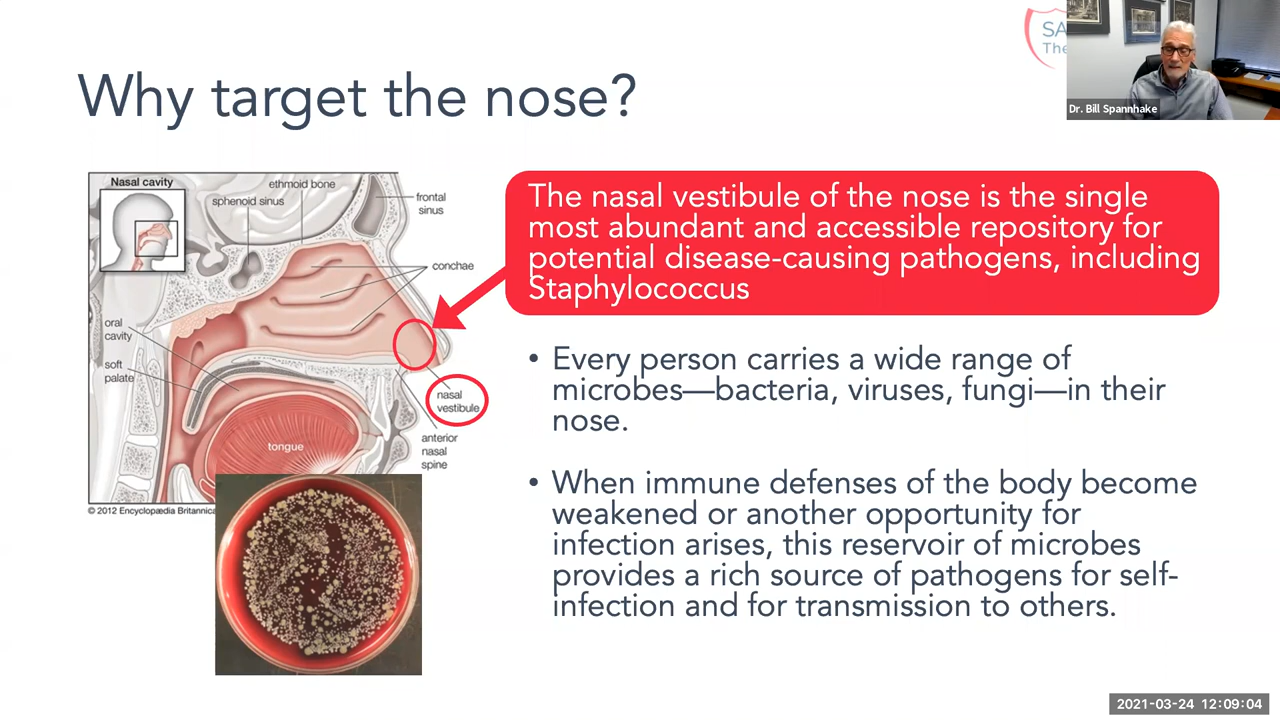 SA
The
Dr. Bill Spannhake
Why target the nose?
Nasal cavity
ethmoid bone
sphenoid sinus
frontal
sinus
conchae
oral
cavity
soft
palate
nasal
vestibule
anterior
nasal
spine
tongue
© 2012 Encyclopædia Britannica
The nasal vestibule of the nose is the single
most abundant and accessible repository for
potential disease-causing pathogens, including
Staphylococcus
• Every person carries a wide range of
microbes—bacteria, viruses, fungi—in their
nose.
• When immune defenses of the body become
weakened or another opportunity for
infection arises, this reservoir of microbes
provides a rich source of pathogens for self-
infection and for transmission to others.
2021-03-24 12:09:04